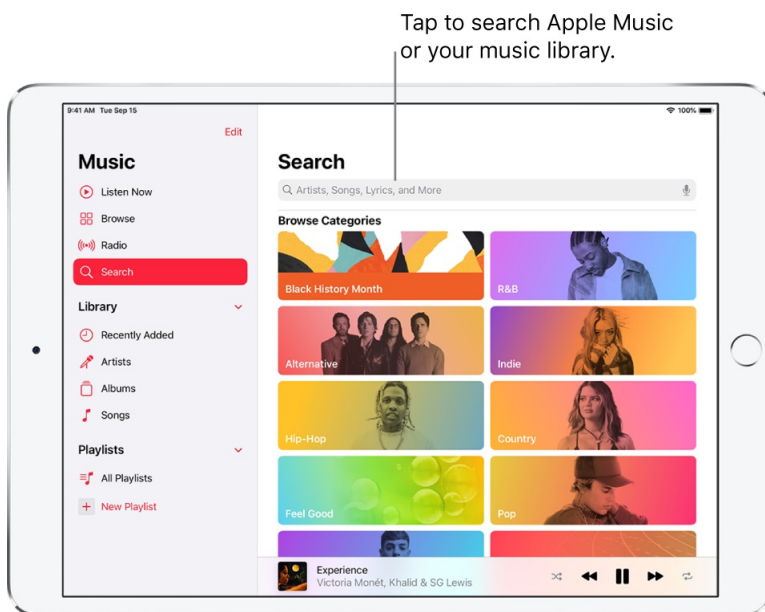 Tap to search Apple Music
or your music library.
9:41 AM Tue Sep 15
100%
Edit
Music
Listen Now
Browse
Radio
Search
Library
Recently Added
Artists
Albums
Songs
Playlists
All Playlists
New Playlist
Search
Artists, Songs, Lyrics, and More
Browse Categories
Black History Month
R&B
Alternative
Indie
Hip-Hop
Country
Feel Good
Pop
Experience
Victoria Monét, Khalid & SG Lewis